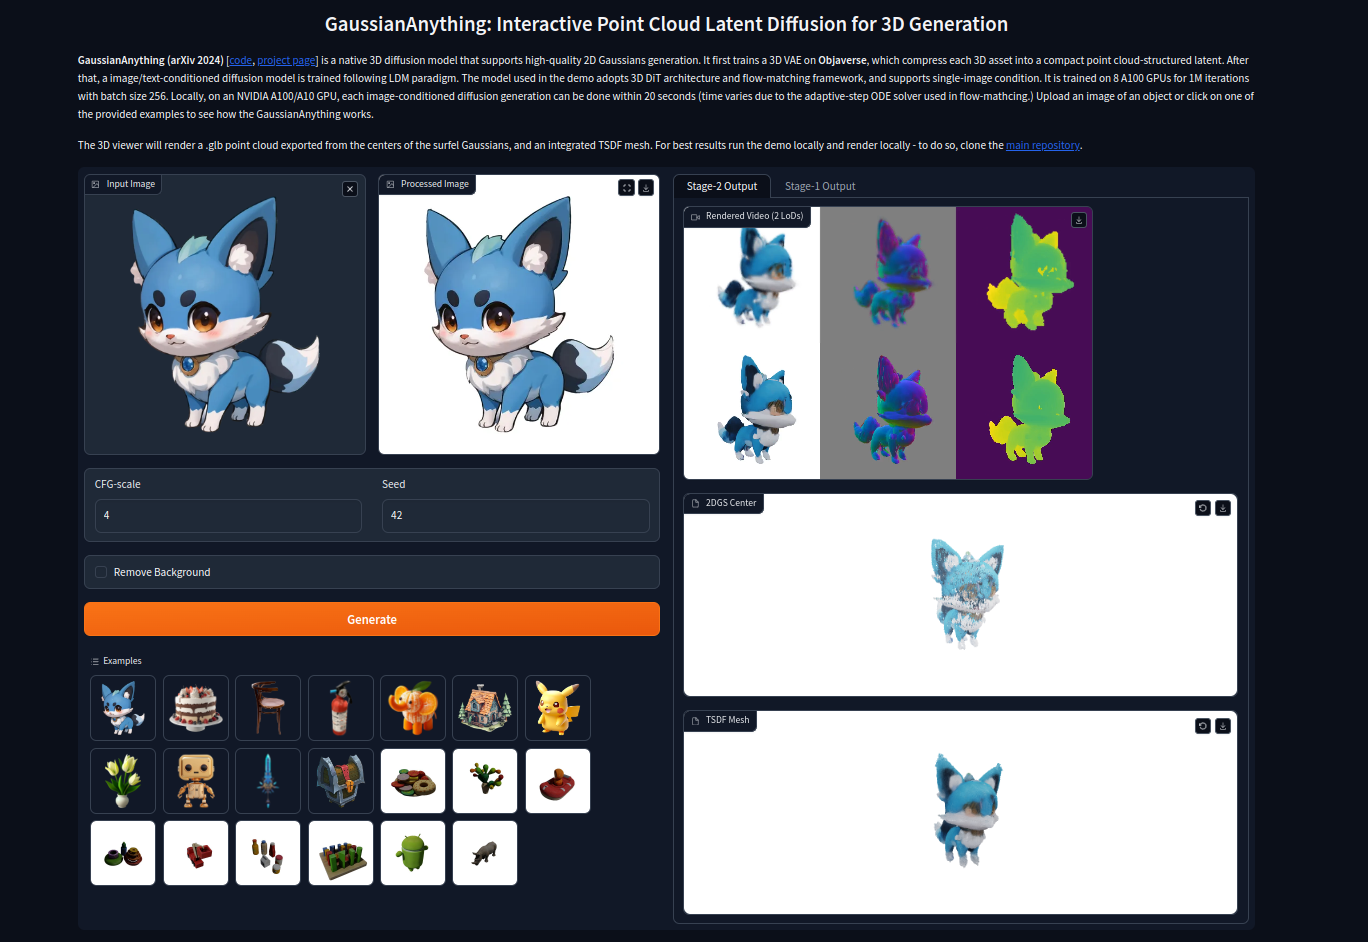 GaussianAnything: Interactive Point Cloud Latent Diffusion for 3D Generation
GaussianAnything (arXiv 2024) [code, project page] is a native 3D diffusion model that supports high-quality 2D Gaussians generation. It first trains a 3D VAE on Objaverse, which compress each 3D asset into a compact point cloud-structured latent. After
that, a image/text-conditioned diffusion model is trained following LDM paradigm. The model used in the demo adopts 3D DiT architecture and flow-matching framework, and supports single-image condition. It is trained on 8 A100 GPUs for 1M iterations
with batch size 256. Locally, on an NVIDIA A100/A10 GPU, each image-conditioned diffusion generation can be done within 20 seconds (time varies due to the adaptive-step ODE solver used in flow-mathcing.) Upload an image of an object or click on one of
the provided examples to see how the GaussianAnything works.
The 3D viewer will render a .glb point cloud exported from the centers of the surfel Gaussians, and an integrated TSDF mesh. For best results run the demo locally and render locally - to do so, clone the main repository.
Input Image
Processed Image
Stage-2 Output
Stage-1 Output
Rendered Video (2 LoDs)
CFG-scale
Seed
4
42
2DGS Center
Remove Background
Generate
Examples
TSDF Mesh